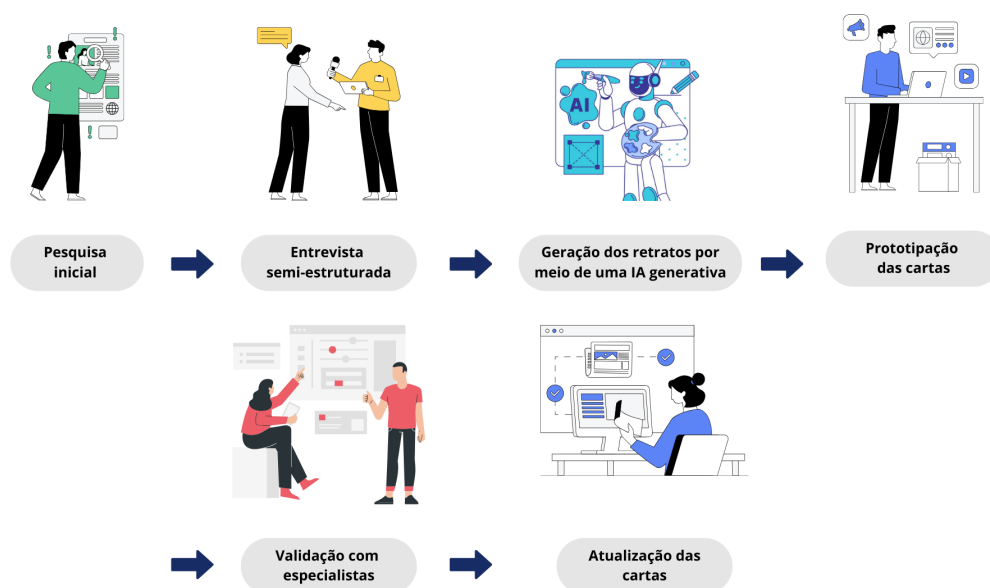 AI
Pesquisa
inicial
Entrevista
semi-estruturada
Geração dos retratos por
meio de uma IA generativa
Prototipação
das cartas
Validação com
especialistas
Atualização das
cartas